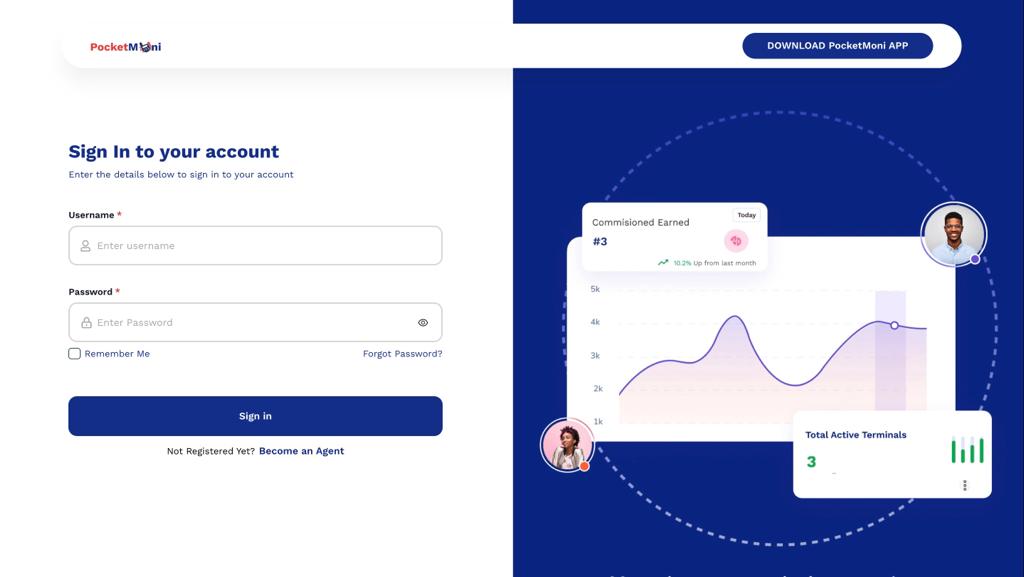 PocketMoni
DOWNLOAD PocketMoni APP
Sign In to your account
Enter the details below to sign in to your account
Username *
Enter username
Password *
Enter Password
Remember Me
Forgot Password?
Sign in
Not Registered Yet? Become an Agent
Today
Commisioned Earned
#3
10.2% Up from last month
5k
4k
3k
2k
1k
Total Active Terminals
3